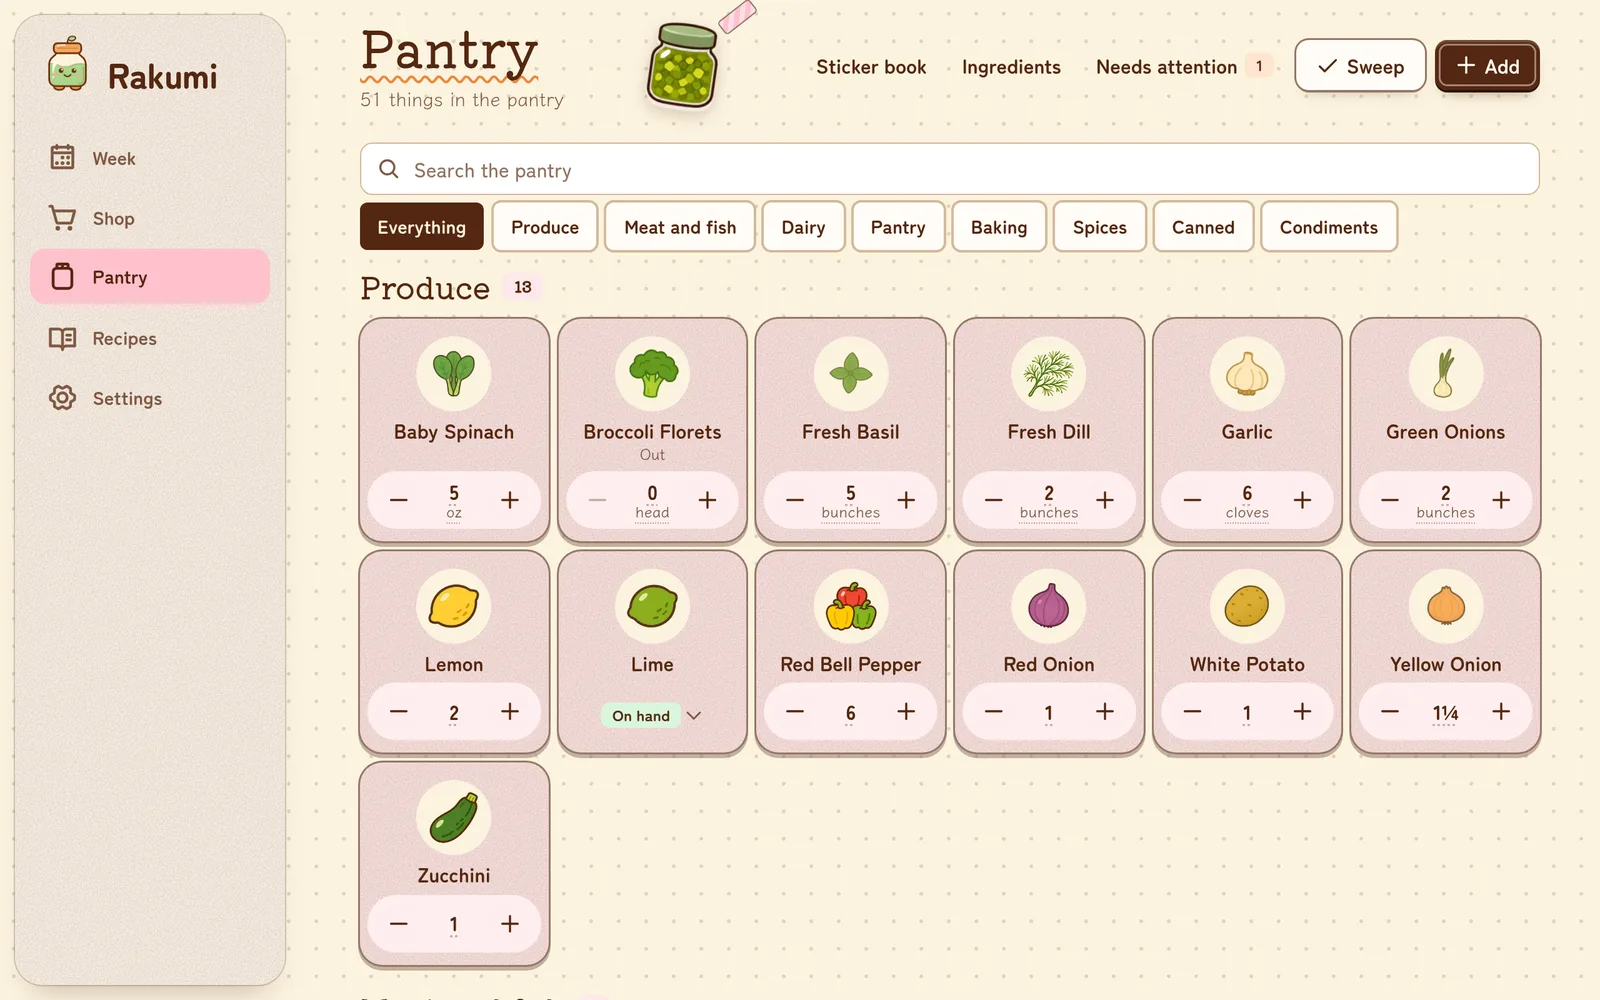 Rakumi
Week
Shop
Pantry
Recipes
Settings
Pantry
51 things in the pantry
Sticker book
Ingredients
Needs attention 1
Sweep
Add
Search the pantry
Everything
Produce
Meat and fish
Dairy
Pantry
Baking
Spices
Canned
Condiments
Produce 13
Baby Spinach
5
oz
Broccoli Florets
Out
0
head
Fresh Basil
5
bunches
Fresh Dill
2
bunches
Garlic
6
cloves
Green Onions
2
bunches
Lemon
2
Lime
On hand
Red Bell Pepper
6
Red Onion
1
White Potato
1
Yellow Onion
1¼
Zucchini
1